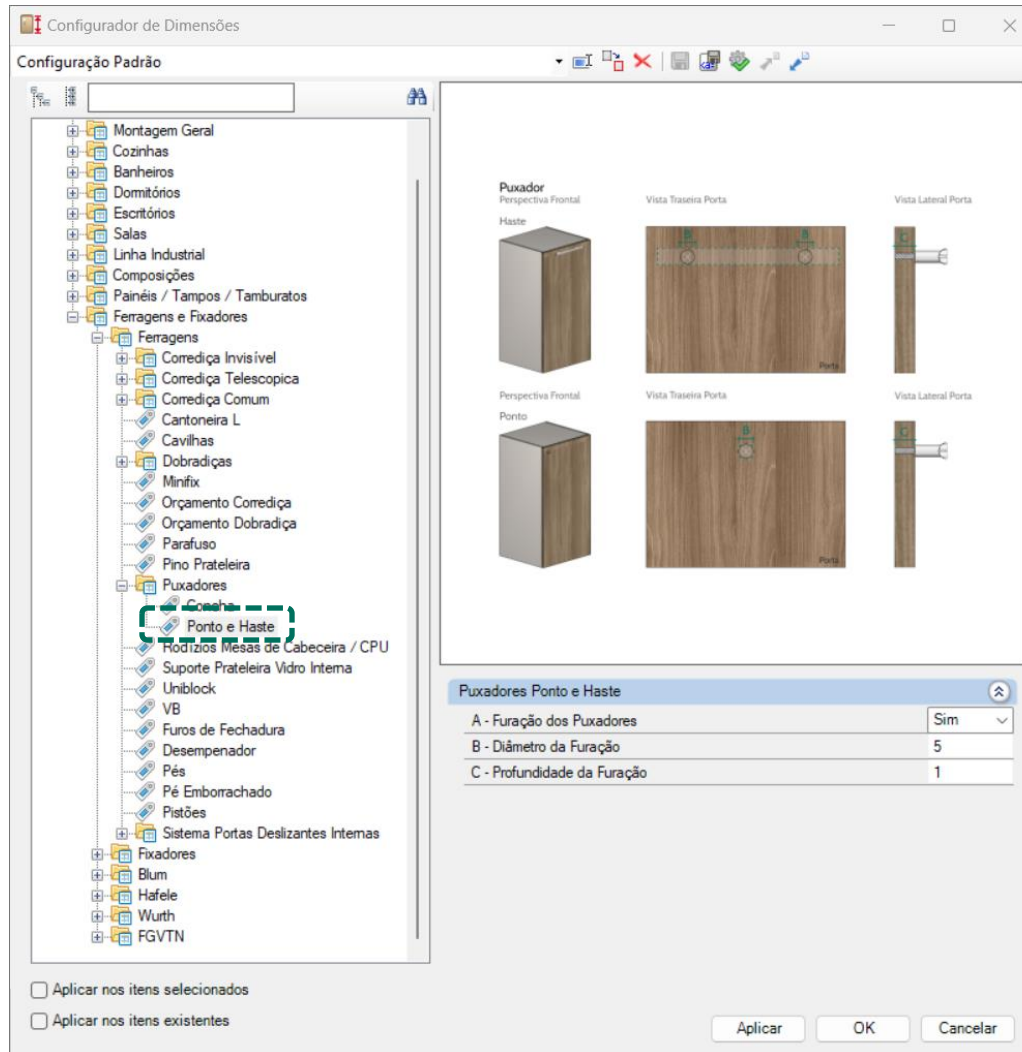 Configurador de Dimensões
Configuração Padrão
Montagem Geral
Cozinhas
Banheiros
Dormitórios
Escritórios
Salas
Linha Industrial
Composições
Painéis / Tampos / Tamburatos
Ferragens e Fixadores
Ferragens
Corrediça Invisível
Corrediça Telescopica
Corrediça Comum
Cantoneira L
Cavilhas
Dobradiças
Minifix
Orçamento Corrediça
Orçamento Dobradiça
Parafuso
Pino Prateleira
Puxadores
Concha
Ponto e Haste
Rodízios Mesas de Cabeceira / CPU
Suporte Prateleira Vidro Interna
Uniblock
VB
Furos de Fechadura
Desempenador
Pés
Pé Emborrachado
Pistões
Sistema Portas Deslizantes Internas
Fixadores
Blum
Hafele
Wurth
FGVTN
Aplicar nos itens selecionados
Aplicar nos itens existentes
Puxador
Perspectiva Frontal Vista Traseira Porta Vista Lateral Porta
Haste
B B C
Porta
Perspectiva Frontal Vista Traseira Porta Vista Lateral Porta
Ponto
B C
Porta
Puxadores Ponto e Haste
A - Furação dos Puxadores Sim
B - Diâmetro da Furação 5
C - Profundidade da Furação 1
Aplicar OK Cancelar